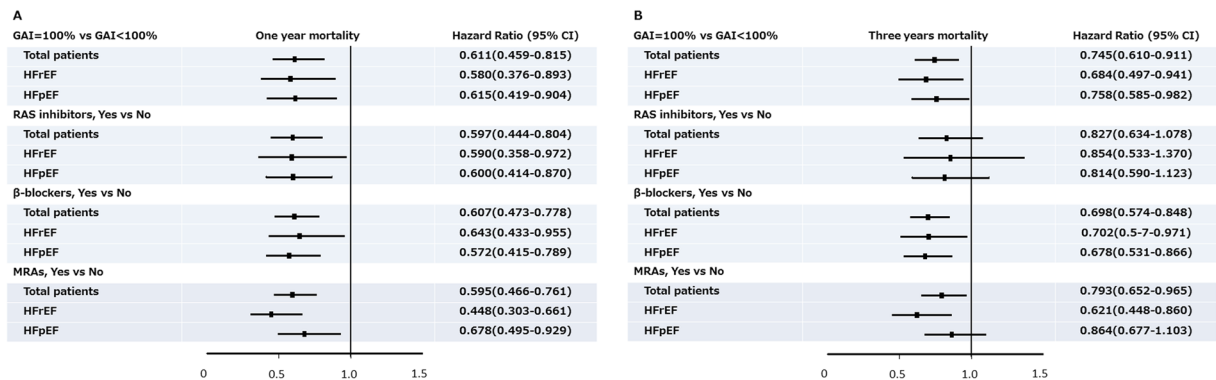 A
GAI=100% vs GAI<100% One year mortality Hazard Ratio (95% CI)
Total patients 0.611(0.459-0.815)
HFrEF 0.580(0.376-0.893)
HFpEF 0.615(0.419-0.904)
RAS inhibitors, Yes vs No
Total patients 0.597(0.444-0.804)
HFrEF 0.590(0.358-0.972)
HFpEF 0.600(0.414-0.870)
β-blockers, Yes vs No
Total patients 0.607(0.473-0.778)
HFrEF 0.643(0.433-0.955)
HFpEF 0.572(0.415-0.789)
MRAs, Yes vs No
Total patients 0.595(0.466-0.761)
HFrEF 0.448(0.303-0.661)
HFpEF 0.678(0.495-0.929)
0 0.5 1.0 1.5
B
GAI=100% vs GAI<100% Three years mortality Hazard Ratio (95% CI)
Total patients 0.745(0.610-0.911)
HFrEF 0.684(0.497-0.941)
HFpEF 0.758(0.585-0.982)
RAS inhibitors, Yes vs No
Total patients 0.827(0.634-1.078)
HFrEF 0.854(0.533-1.370)
HFpEF 0.814(0.590-1.123)
β-blockers, Yes vs No
Total patients 0.698(0.574-0.848)
HFrEF 0.702(0.5-7-0.971)
HFpEF 0.678(0.531-0.866)
MRAs, Yes vs No
Total patients 0.793(0.652-0.965)
HFrEF 0.621(0.448-0.860)
HFpEF 0.864(0.677-1.103)
0 0.5 1.0 1.5